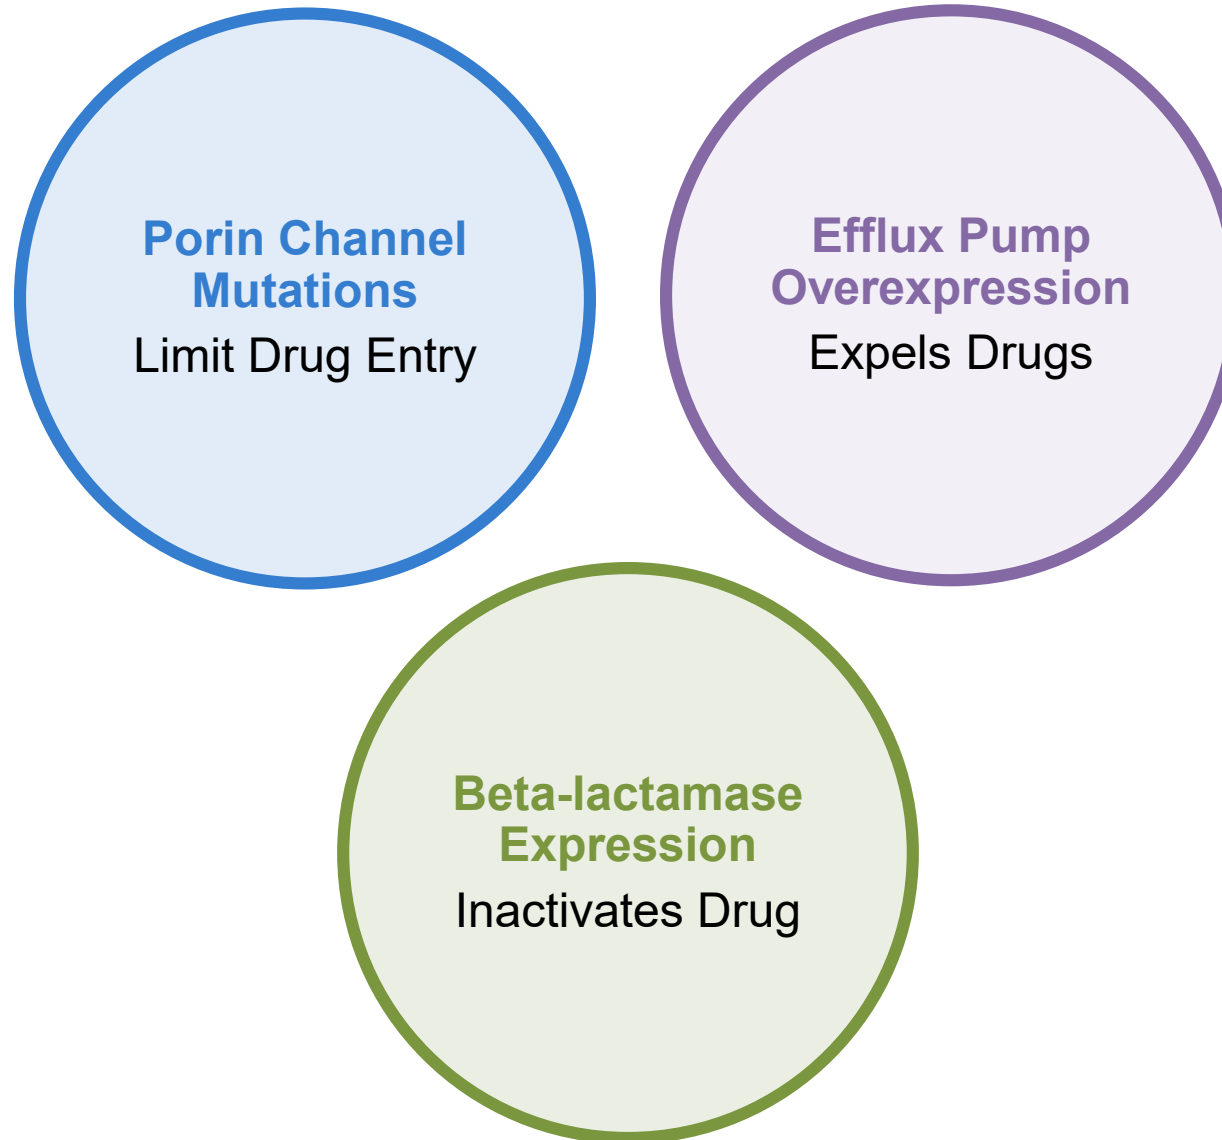 Porin Channel
Mutations
Limit Drug Entry
Efflux Pump
Overexpression
Expels Drugs
Beta-lactamase
Expression
Inactivates Drug